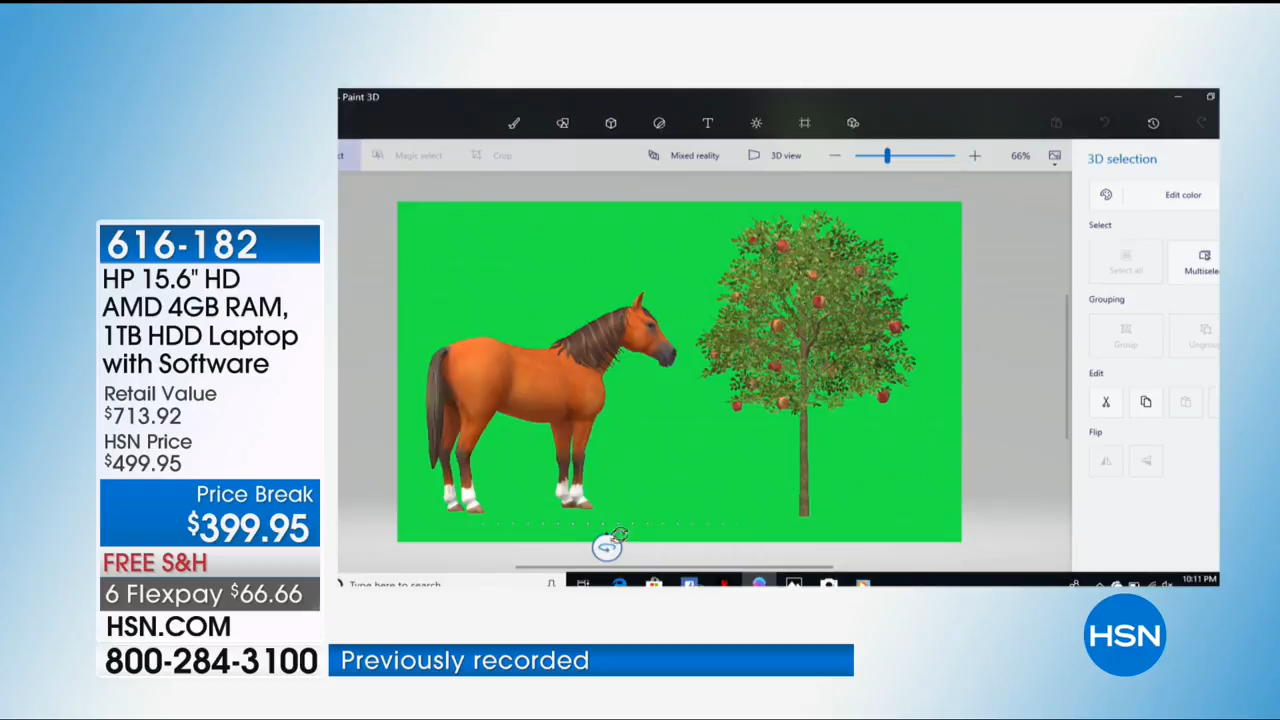 - Paint 3D
ct
Magic select
Crop
Mixed reality
3D view
66%
3D selection
Edit color
Select
Select all
Multiselec
Grouping
Group
Ungroup
Edit
Flip
Type here to search
10:11 PM
616-182
HP 15.6" HD
AMD 4GB RAM,
1TB HDD Laptop
with Software
Retail Value
$713.92
HSN Price
$499.95
Price Break
$399.95
FREE S&H
6 Flexpay $66.66
HSN.COM
800-284-3100
Previously recorded
HSN